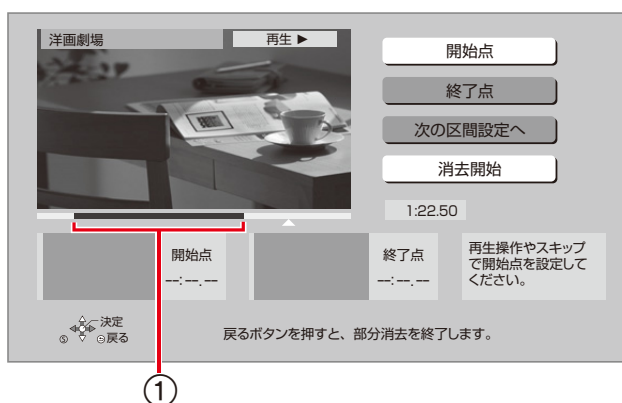 洋画劇場
再生 ▶
開始点
終了点
次の区間設定へ
消去開始
1:22.50
開始点
--:--.--
終了点
--:--.--
再生操作やスキップ
で開始点を設定して
ください。
決定
S 戻る
戻るボタンを押すと、部分消去を終了します。
①